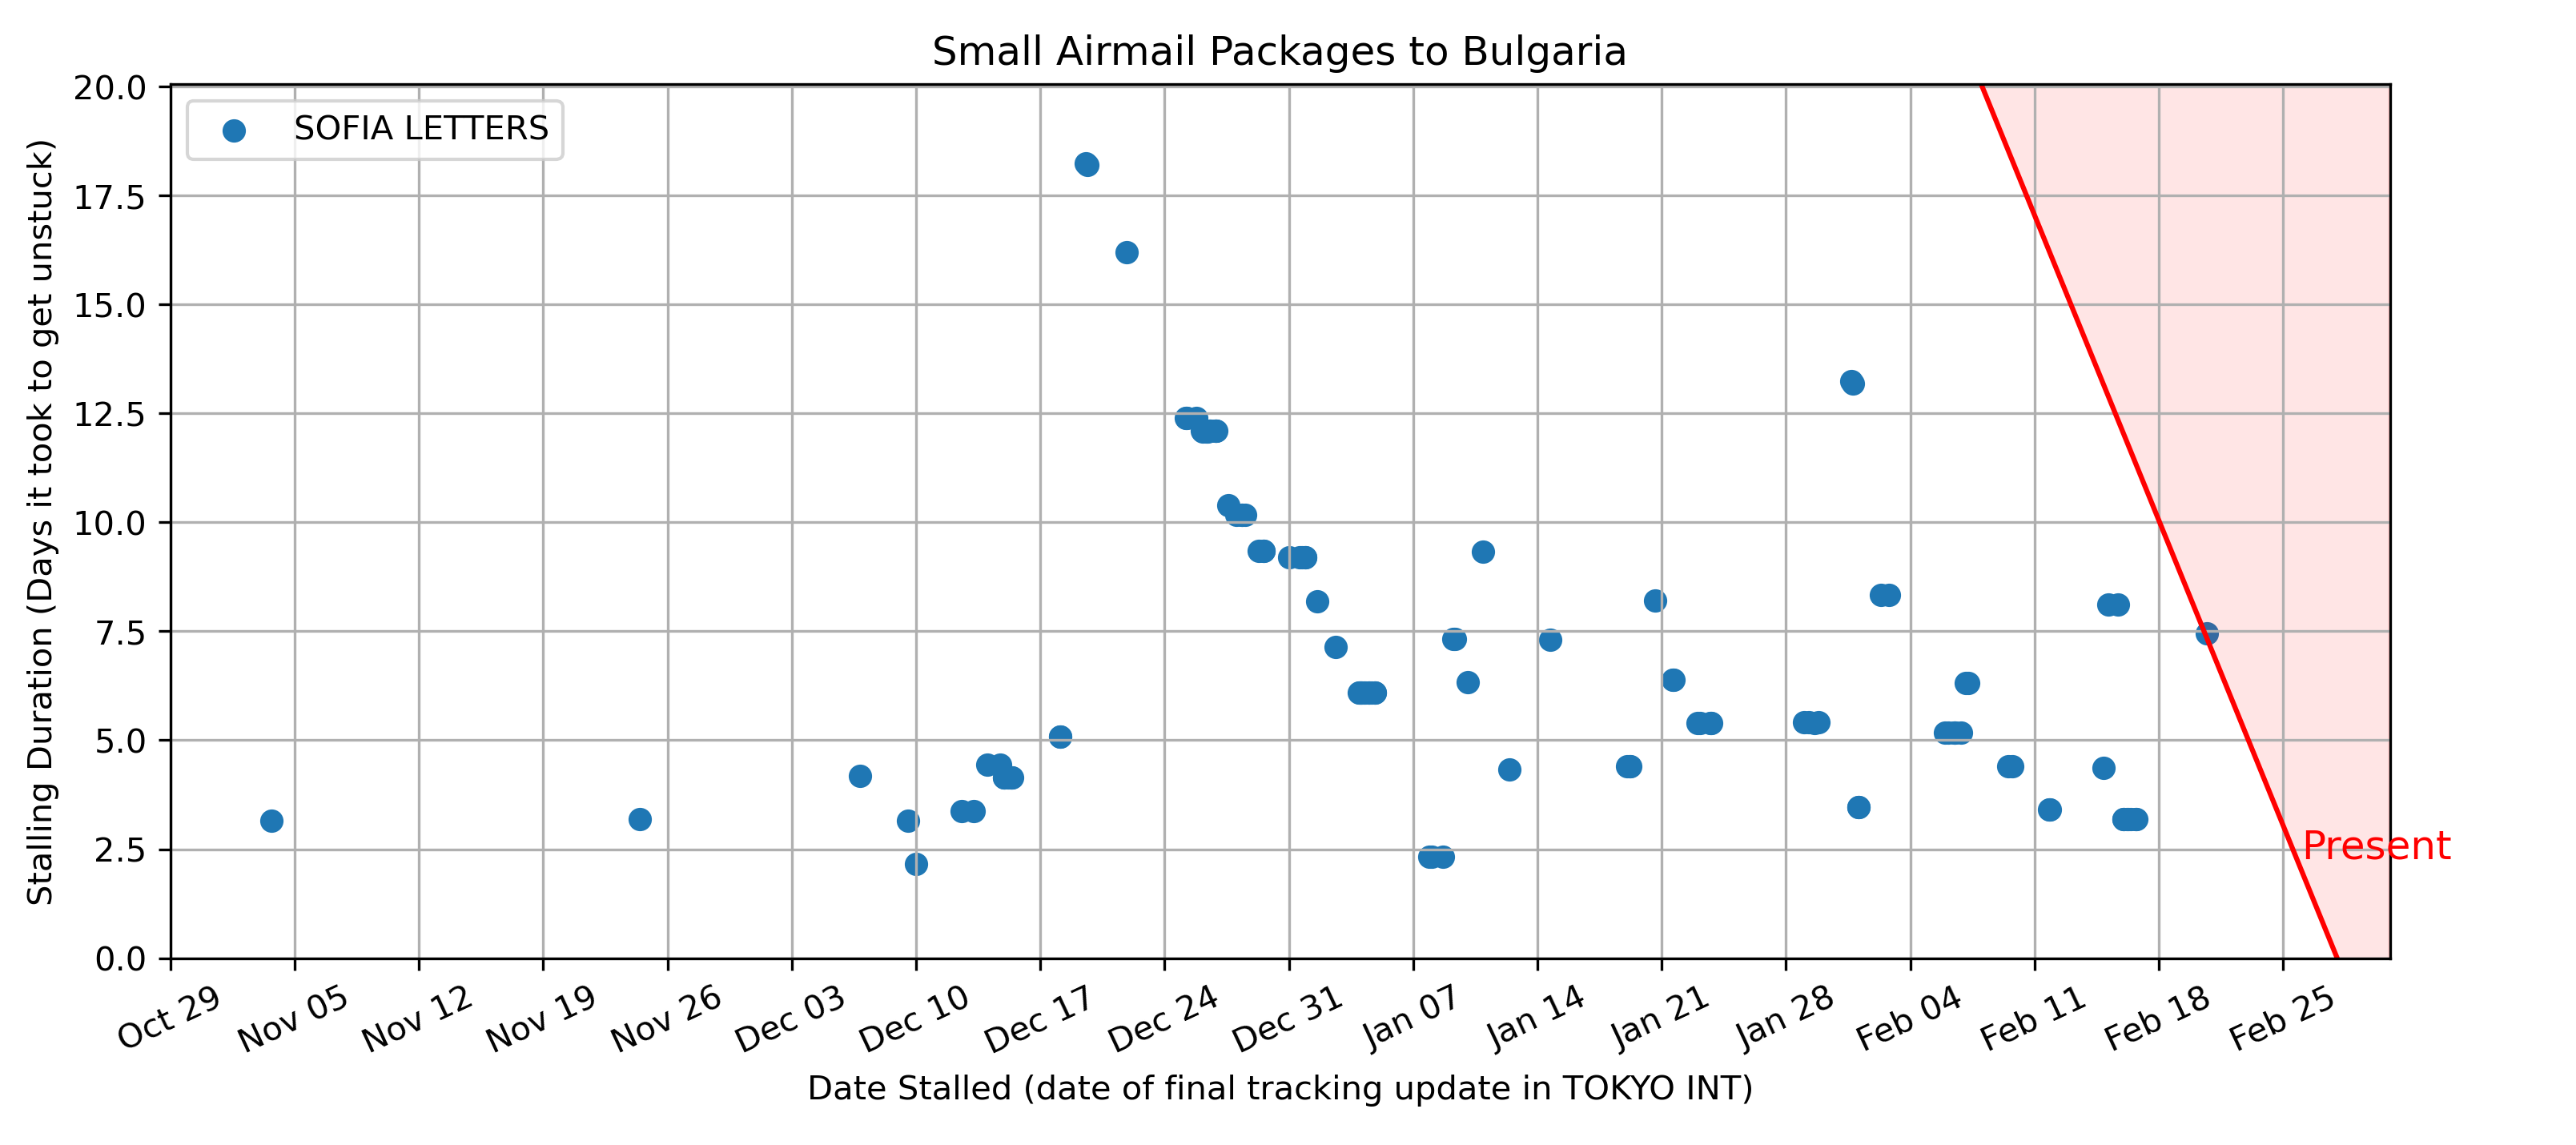 Small Airmail Packages to Bulgaria
SOFIA LETTERS
Stalling Duration (Days it took to get unstuck)
20.0
17.5
15.0
12.5
10.0
7.5
5.0
2.5
0.0
Present
Oct 29
Nov 05
Nov 12
Nov 19
Nov 26
Dec 03
Dec 10
Dec 17
Dec 24
Dec 31
Jan 07
Jan 14
Jan 21
Jan 28
Feb 04
Feb 11
Feb 18
Feb 25
Date Stalled (date of final tracking update in TOKYO INT)